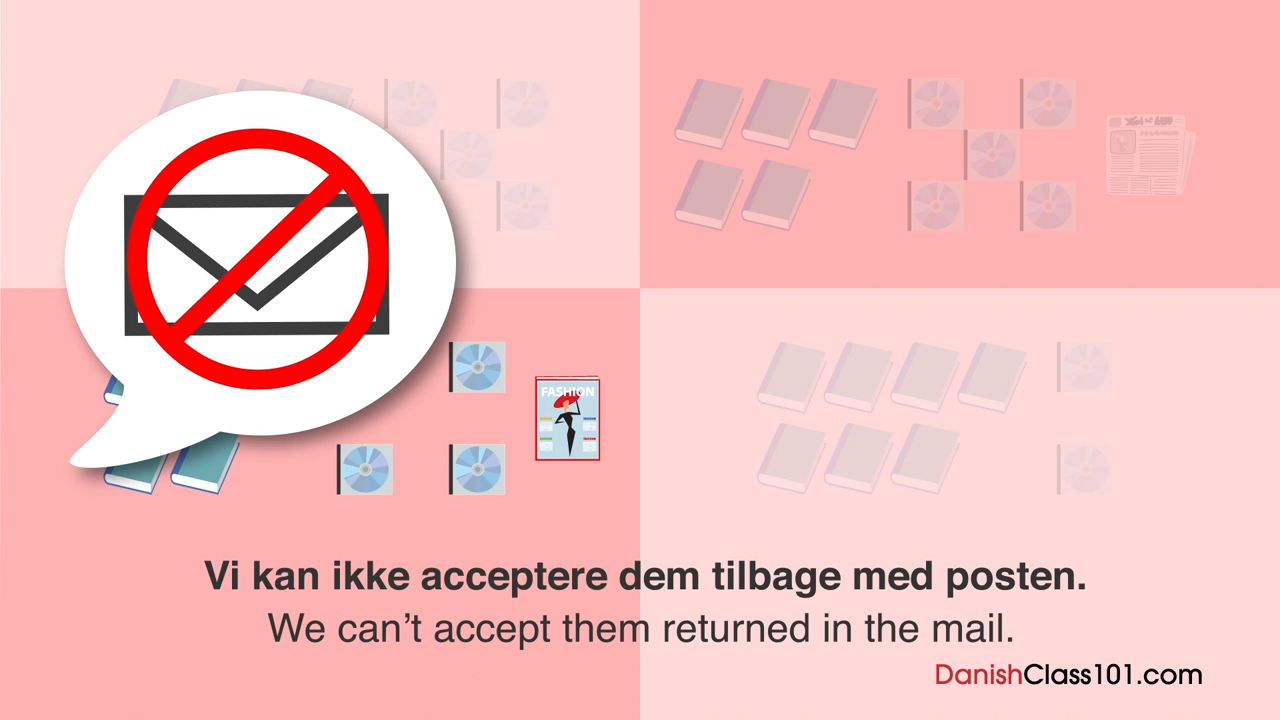 FASHION
Vi kan ikke acceptere dem tilbage med posten.
We can’t accept them returned in the mail.
DanishClass101.com